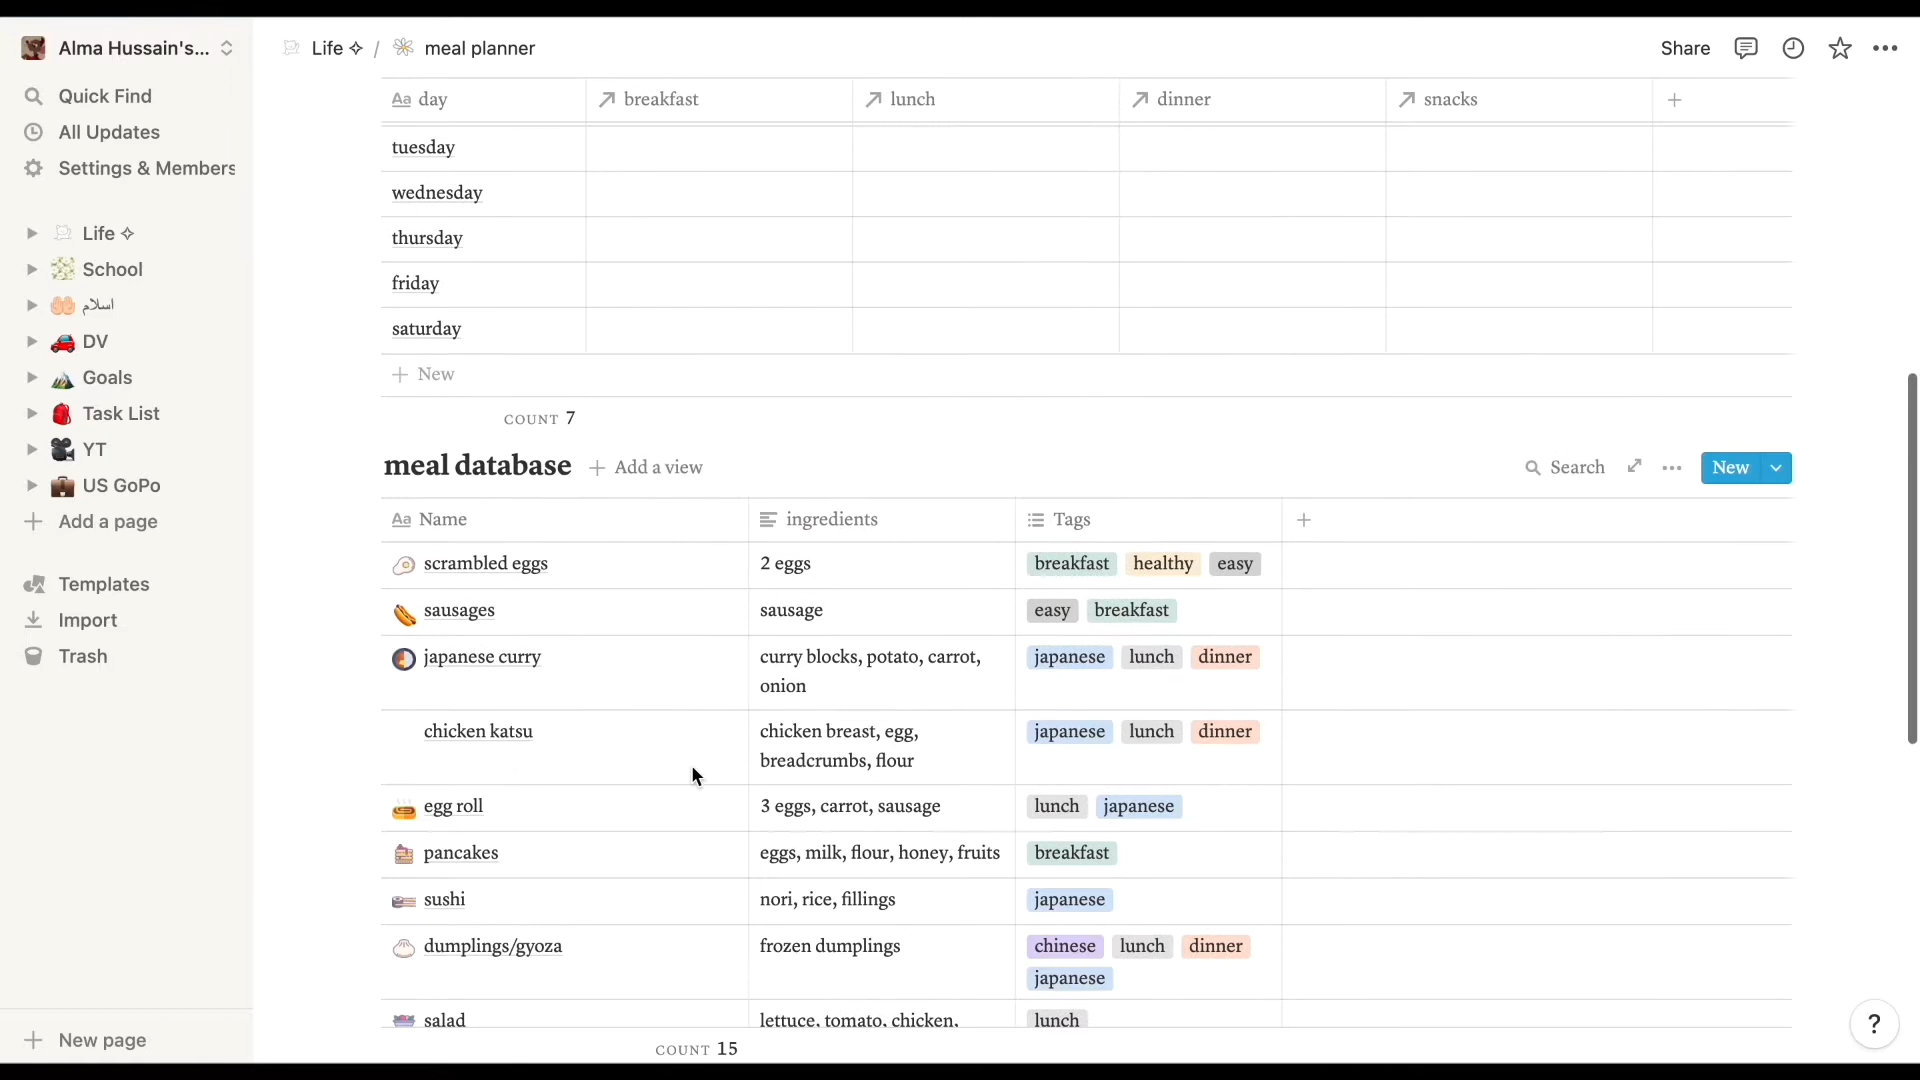 Alma Hussain's...
Quick Find
All Updates
Settings & Members
Life ✧
School
اسلام
DV
Goals
Task List
YT
US GoPo
Add a page
Templates
Import
Trash
New page
Life ✧ / meal planner
Share
Aa day breakfast lunch dinner snacks +
tuesday
wednesday
thursday
friday
saturday
+ New
COUNT 7
meal database + Add a view Search New
Aa Name ingredients Tags +
scrambled eggs 2 eggs breakfast healthy easy
sausages sausage easy breakfast
japanese curry curry blocks, potato, carrot, japanese lunch dinner
onion
chicken katsu chicken breast, egg, japanese lunch dinner
breadcrumbs, flour
egg roll 3 eggs, carrot, sausage lunch japanese
pancakes eggs, milk, flour, honey, fruits breakfast
sushi nori, rice, fillings japanese
dumplings/gyoza frozen dumplings chinese lunch dinner
japanese
salad lettuce, tomato, chicken, lunch
COUNT 15
?